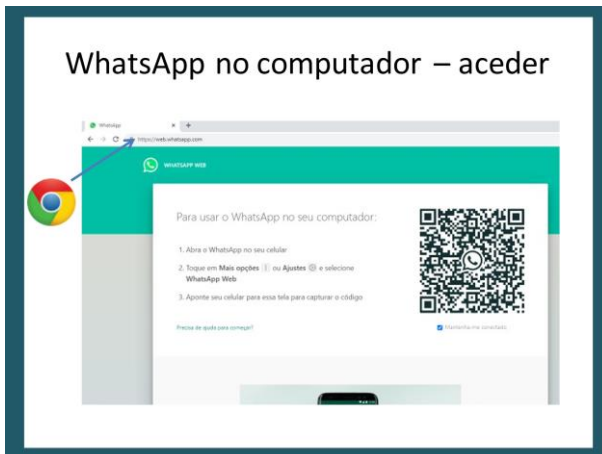 WhatsApp no computador – aceder
WhatsApp
https://web.whatsapp.com
WHATSAPP WEB
Para usar o WhatsApp no seu computador:
1. Abra o WhatsApp no seu celular
2. Toque em Mais opções ou Ajustes e selecione
WhatsApp Web
3. Aponte seu celular para essa tela para capturar o código
Precisa de ajuda para começar?
Mantenha-me conectado